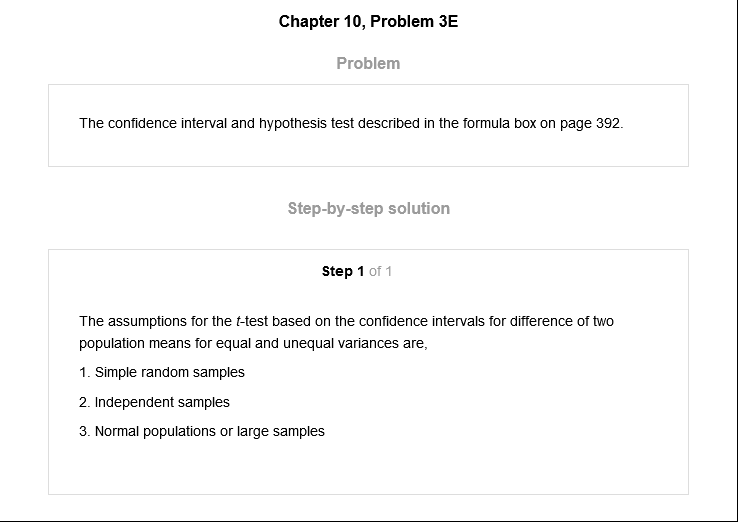 Chapter 10, Problem 3E
Problem
The confidence interval and hypothesis test described in the formula box on page 392.
Step-by-step solution
Step 1 of 1
The assumptions for the t-test based on the confidence intervals for difference of two
population means for equal and unequal variances are,
1. Simple random samples
2. Independent samples
3. Normal populations or large samples